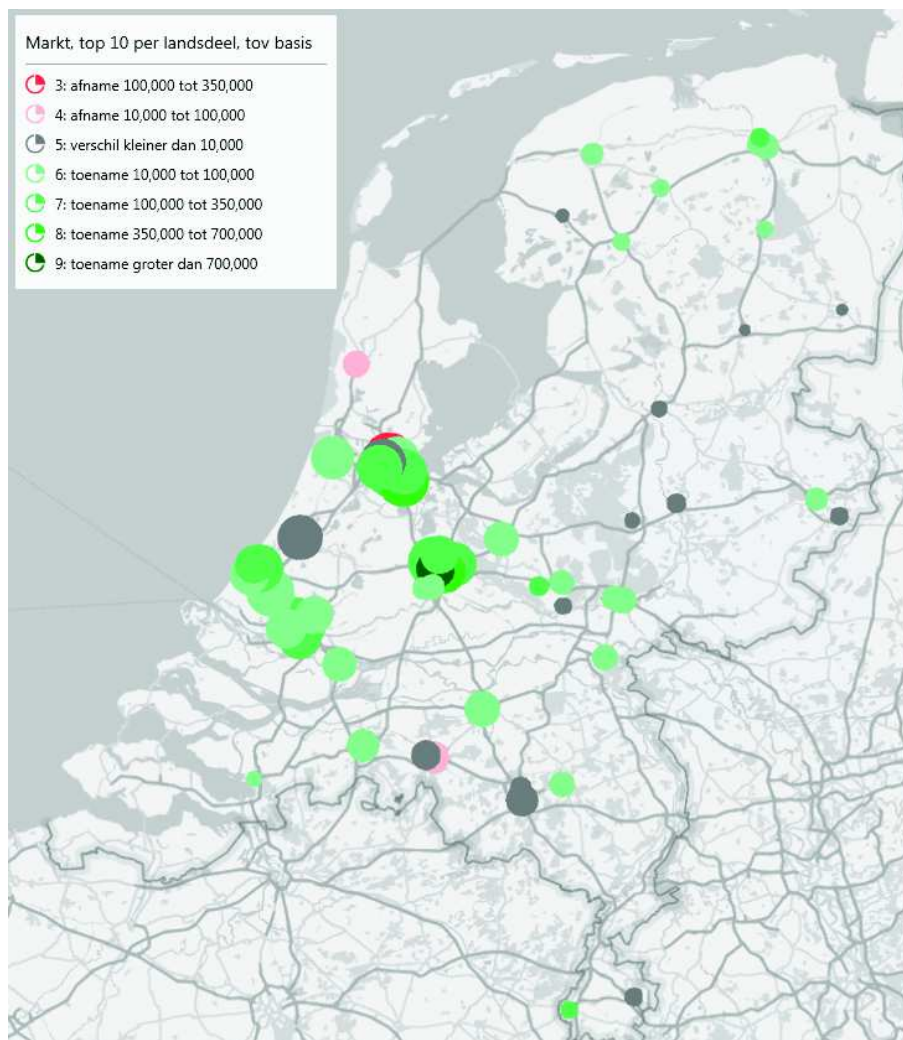 Markt, top 10 per landsdeel, tov basis
3: afname 100,000 tot 350,000
4: afname 10,000 tot 100,000
5: verschil kleiner dan 10,000
6: toename 10,000 tot 100,000
7: toename 100,000 tot 350,000
8: toename 350,000 tot 700,000
9: toename groter dan 700,000